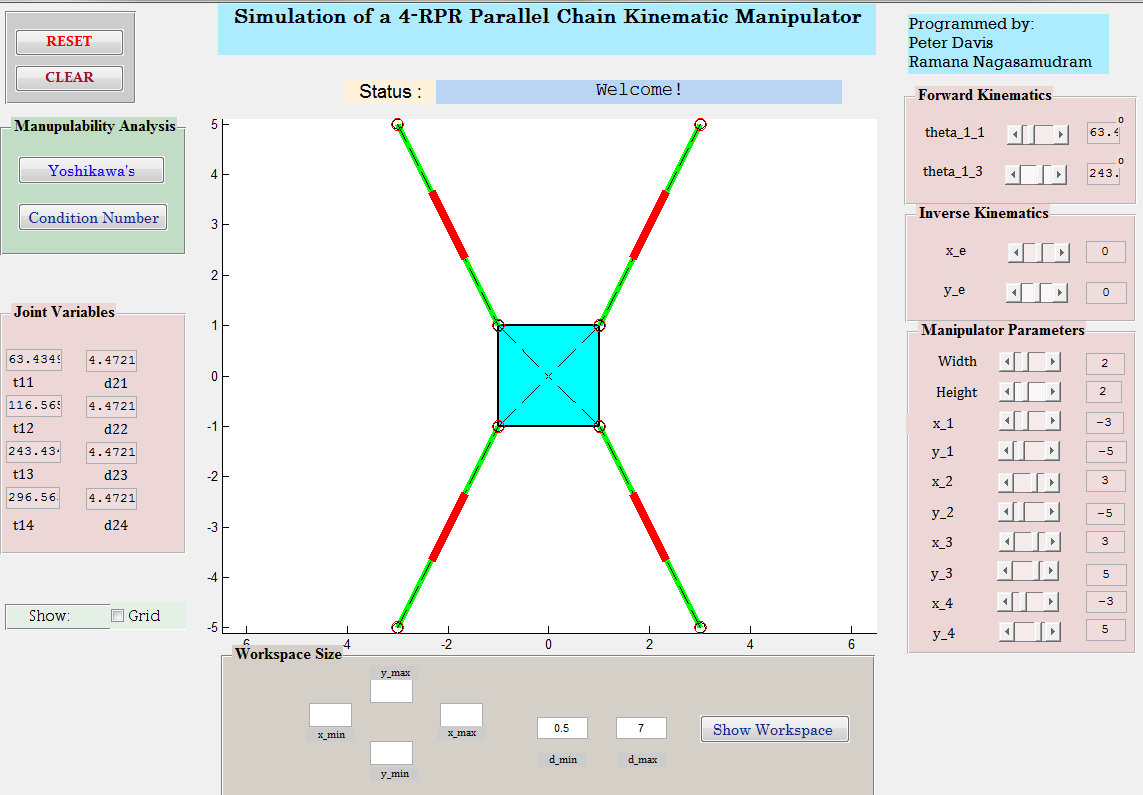 Simulation of a 4-RPR Parallel Chain Kinematic Manipulator
Programmed by:
Peter Davis
Ramana Nagasamudram
RESET
CLEAR
Status :
Welcome!
Manupulability Analysis
Yoshikawa's
Condition Number
Joint Variables
63.4349
4.4721
t11
d21
116.565
4.4721
t12
d22
243.434
4.4721
t13
d23
296.565
4.4721
t14
d24
Show:
Grid
5
4
3
2
1
0
-1
-2
-3
-4
-5
6
4
-2
0
2
4
6
Forward Kinematics
theta_1_1
63.4
o
theta_1_3
243.
o
Inverse Kinematics
x_e
0
y_e
0
Manipulator Parameters
Width
2
Height
2
x_1
-3
y_1
-5
x_2
3
y_2
-5
x_3
3
y_3
5
x_4
-3
y_4
5
Workspace Size
y_max
x_min
x_max
y_min
0.5
7
d_min
d_max
Show Workspace